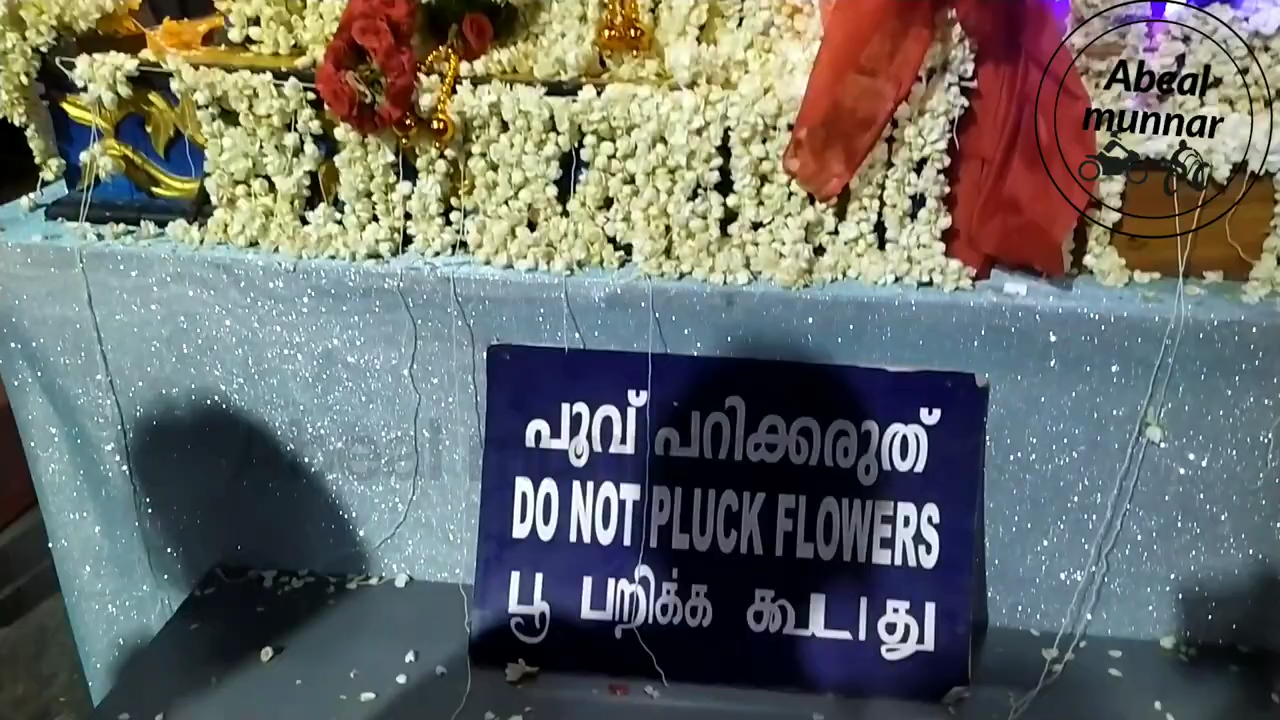 Abeal
munnar
പൂവ് പറിക്കരുത്
DO NOT PLUCK FLOWERS
பூ பறிக்க கூடாது